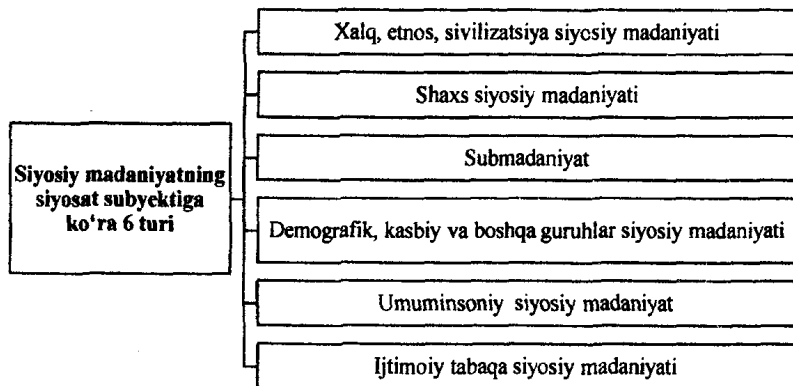 Xalq, etnos, sivilizatsiya siyosiy madaniyati
Shaxs siyosiy madaniyati
Submadaniyat
Siyosiy madaniyatning
siyosat subyektiga
ko‘ra 6 turi
Demografik, kasbiy va boshqa guruhlar siyosiy madaniyati
Umuminsoniy siyosiy madaniyat
Ijtimoiy tabaqa siyosiy madaniyati